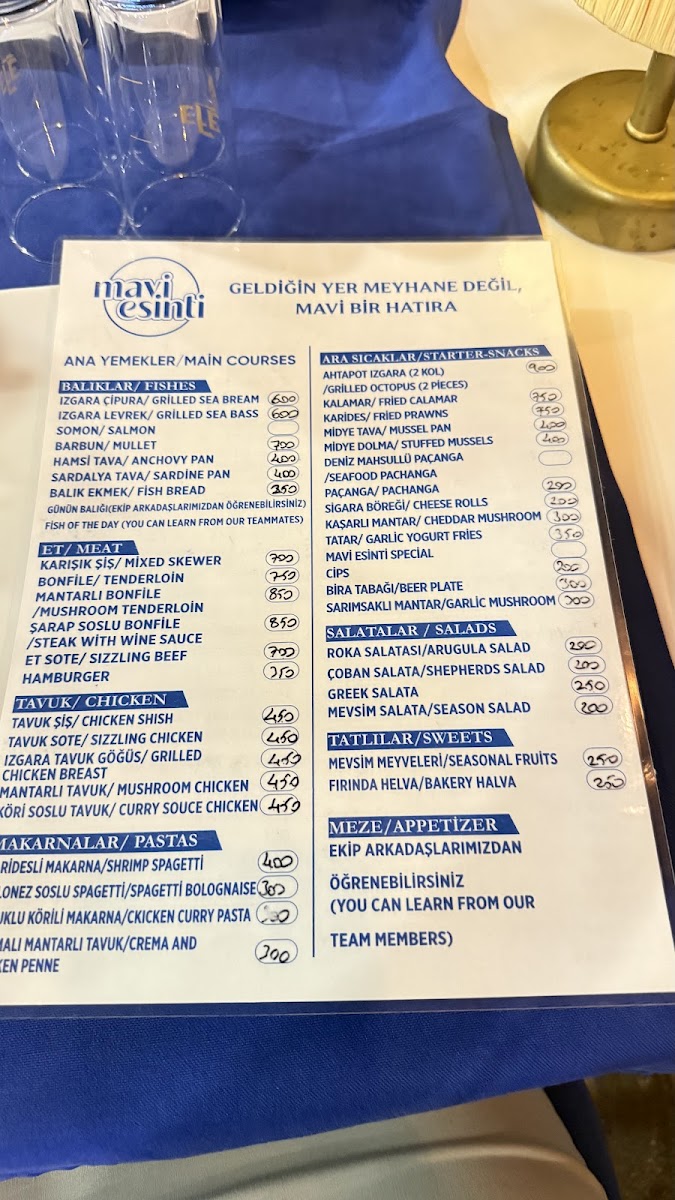 mavi
esinti
GELDİĞİN YER MEYHANE DEĞİL,
MAVİ BİR HATIRA
ANA YEMEKLER/MAIN COURSES
BALIKLAR/ FISHES
IZGARA ÇİPURA/ GRILLED SEA BREAM 600
IZGARA LEVREK/ GRILLED SEA BASS 600
SOMON/ SALMON
BARBUN/ MULLET 700
HAMSİ TAVA/ ANCHOVY PAN 400
SARDALYA TAVA/ SARDINE PAN 400
BALIK EKMEK/ FISH BREAD 350
GÜNÜN BALIĞI(EKİP ARKADAŞLARIMIZDAN ÖĞRENEBİLİRSİNİZ)
FISH OF THE DAY (YOU CAN LEARN FROM OUR TEAMMATES)
ET/ MEAT
KARIŞIK ŞİŞ/ MIXED SKEWER 700
BONFİLE/ TENDERLOIN 750
MANTARLI BONFİLE 850
/MUSHROOM TENDERLOIN
ŞARAP SOSLU BONFİLE 850
/STEAK WITH WINE SAUCE
ET SOTE/ SIZZLING BEEF 700
HAMBURGER 350
TAVUK/ CHICKEN
TAVUK ŞİŞ/ CHICKEN SHISH 450
TAVUK SOTE/ SIZZLING CHICKEN 450
IZGARA TAVUK GÖĞÜS/ GRILLED 450
CHICKEN BREAST
MANTARLI TAVUK/ MUSHROOM CHICKEN 450
KÖRİ SOSLU TAVUK/ CURRY SOUCE CHICKEN 450
MAKARNALAR/ PASTAS
RİDESLİ MAKARNA/SHRIMP SPAGETTI 400
LONEZ SOSLU SPAGETTI/SPAGETTI BOLOGNAISE 300
UKLU KÖRİLİ MAKARNA/CKICKEN CURRY PASTA
MALI MANTARLI TAVUK/CREMA AND 300
KEN PENNE
ARA SICAKLAR/STARTER-SNACKS
AHTAPOT IZGARA (2 KOL) 900
/GRILLED OCTOPUS (2 PIECES)
KALAMAR/ FRIED CALAMAR 750
KARİDES/ FRIED PRAWNS 750
MİDYE TAVA/ MUSSEL PAN 400
MİDYE DOLMA/ STUFFED MUSSELS 400
DENİZ MAHSULLÜ PAÇANGA
/SEAFOOD PACHANGA
PAÇANGA/ PACHANGA 200
SİGARA BÖREĞİ/ CHEESE ROLLS 200
KAŞARLI MANTAR/ CHEDDAR MUSHROOM 300
TATAR/ GARLIC YOGURT FRIES 350
MAVİ ESİNTİ SPECIAL
CİPS 200
BİRA TABAĞI/BEER PLATE 300
SARIMSAKLI MANTAR/GARLIC MUSHROOM 300
SALATALAR / SALADS
ROKA SALATASI/ARUGULA SALAD 200
ÇOBAN SALATA/SHEPHERDS SALAD 200
GREEK SALATA 250
MEVSİM SALATA/SEASON SALAD 200
TATLILAR/SWEETS
MEVSİM MEYVELERİ/SEASONAL FRUITS 250
FIRINDA HELVA/BAKERY HALVA 250
MEZE/APPETİZER
EKİP ARKADAŞLARIMIZDAN
ÖĞRENEBİLİRSİNİZ
(YOU CAN LEARN FROM OUR
TEAM MEMBERS)